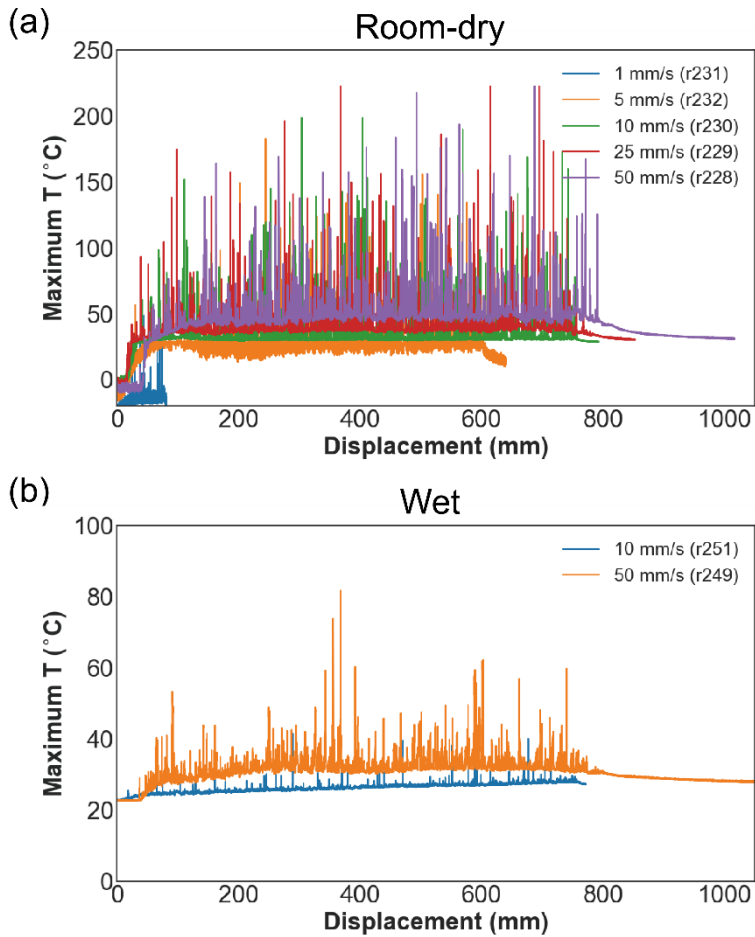 (a)
Room-dry
250
200
150
100
50
0
Maximum T (°C)
1 mm/s (r231)
5 mm/s (r232)
10 mm/s (r230)
25 mm/s (r229)
50 mm/s (r228)
0 200 400 600 800 1000
Displacement (mm)
(b)
Wet
100
80
60
40
20
0
Maximum T (°C)
10 mm/s (r251)
50 mm/s (r249)
0 200 400 600 800 1000
Displacement (mm)